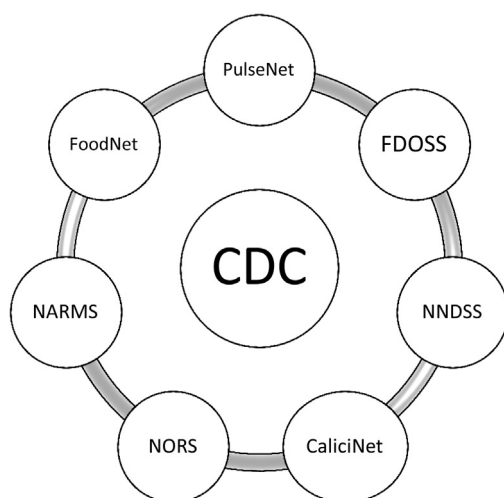 PulseNet
FoodNet
FDOSS
CDC
NARMS
NNDSS
NORS
CaliciNet